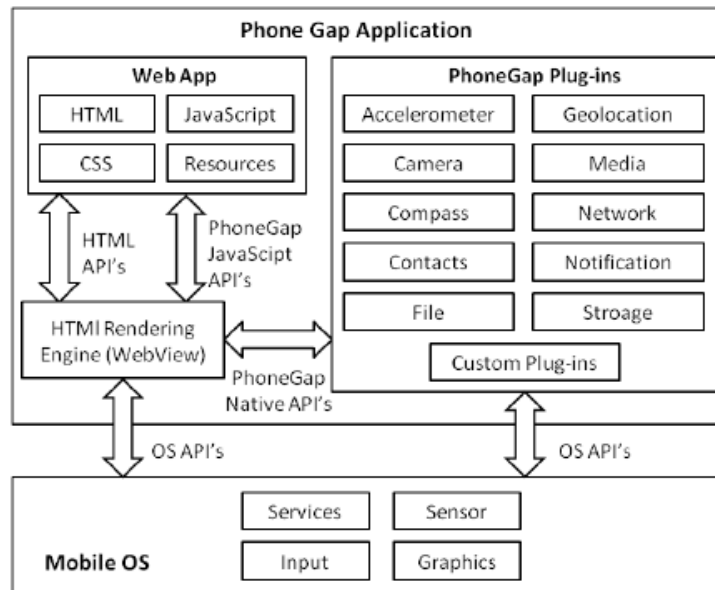 Phone Gap Application
Web App
HTML
JavaScript
CSS
Resources
PhoneGap Plug-ins
Accelerometer
Geolocation
Camera
Media
Compass
Network
Contacts
Notification
File
Stroage
Custom Plug-ins
HTML
API's
PhoneGap
JavaScipt
API's
HTMl Rendering
Engine (WebView)
PhoneGap
Native API's
OS API's
OS API's
Mobile OS
Services
Sensor
Input
Graphics